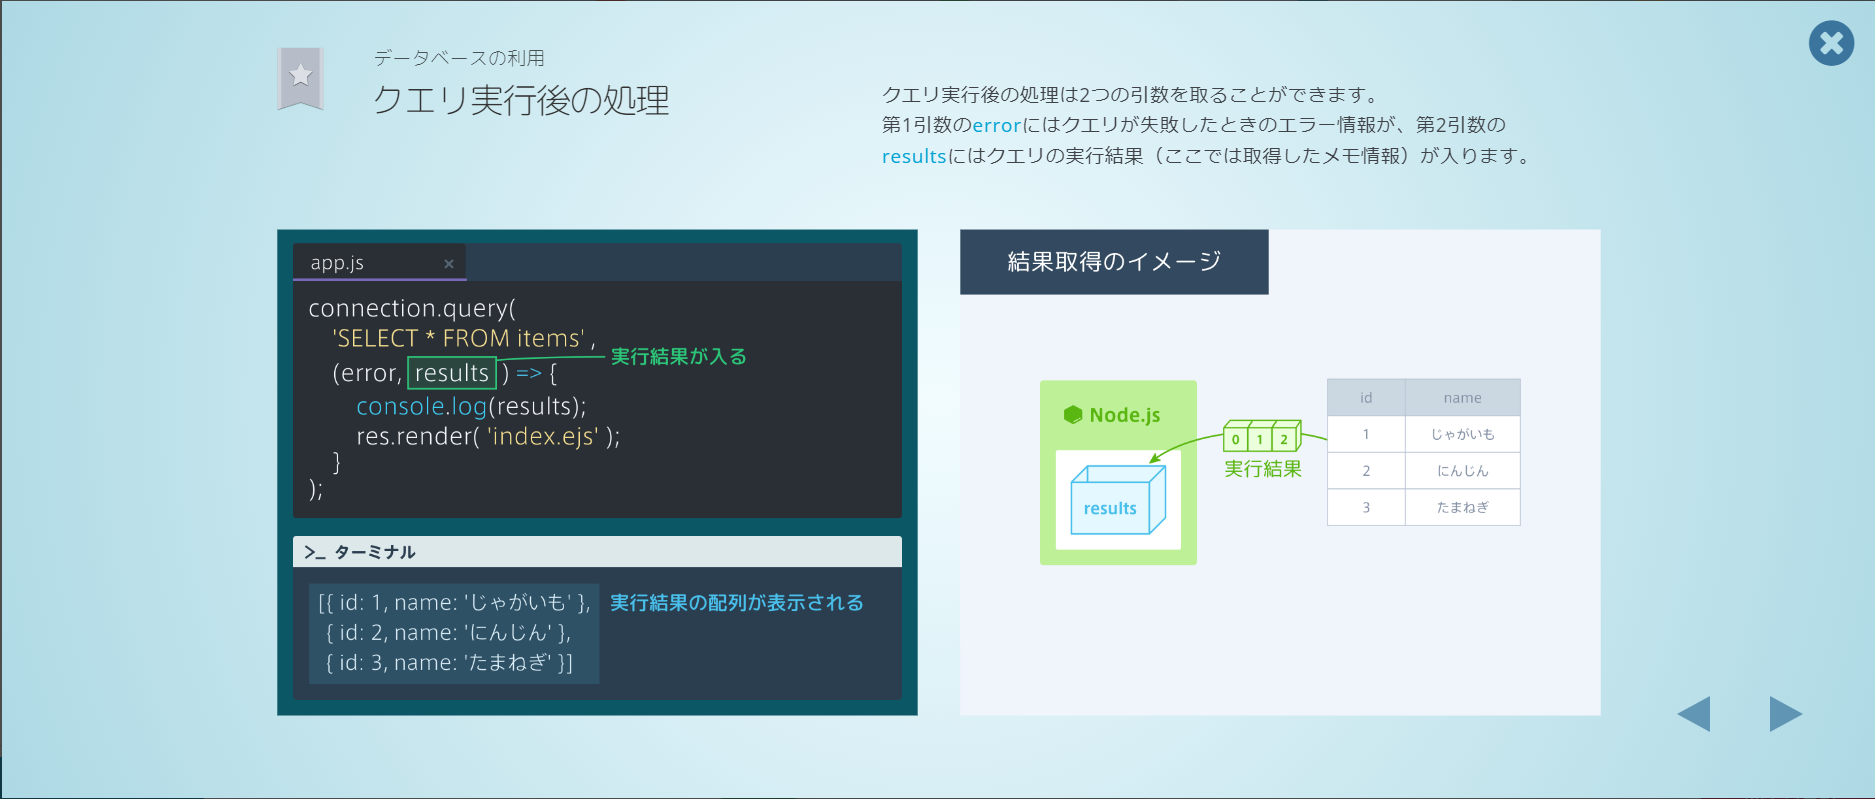 データベースの利用
クエリ実行後の処理
クエリ実行後の処理は2つの引数を取ることができます。
第1引数のerrorにはクエリが失敗したときのエラー情報が、第2引数の
resultsにはクエリの実行結果（ここでは取得したメモ情報）が入ります。
app.js ×
connection.query(
'SELECT * FROM items' ,
(error, results ) => {
実行結果が入る
console.log(results);
res.render( 'index.ejs' );
}
);
>_ ターミナル
[{ id: 1, name: 'じゃがいも' },
{ id: 2, name: 'にんじん' },
{ id: 3, name: 'たまねぎ' }]
実行結果の配列が表示される
結果取得のイメージ
Node.js
results
0 1 2
実行結果
id name
1 じゃがいも
2 にんじん
3 たまねぎ